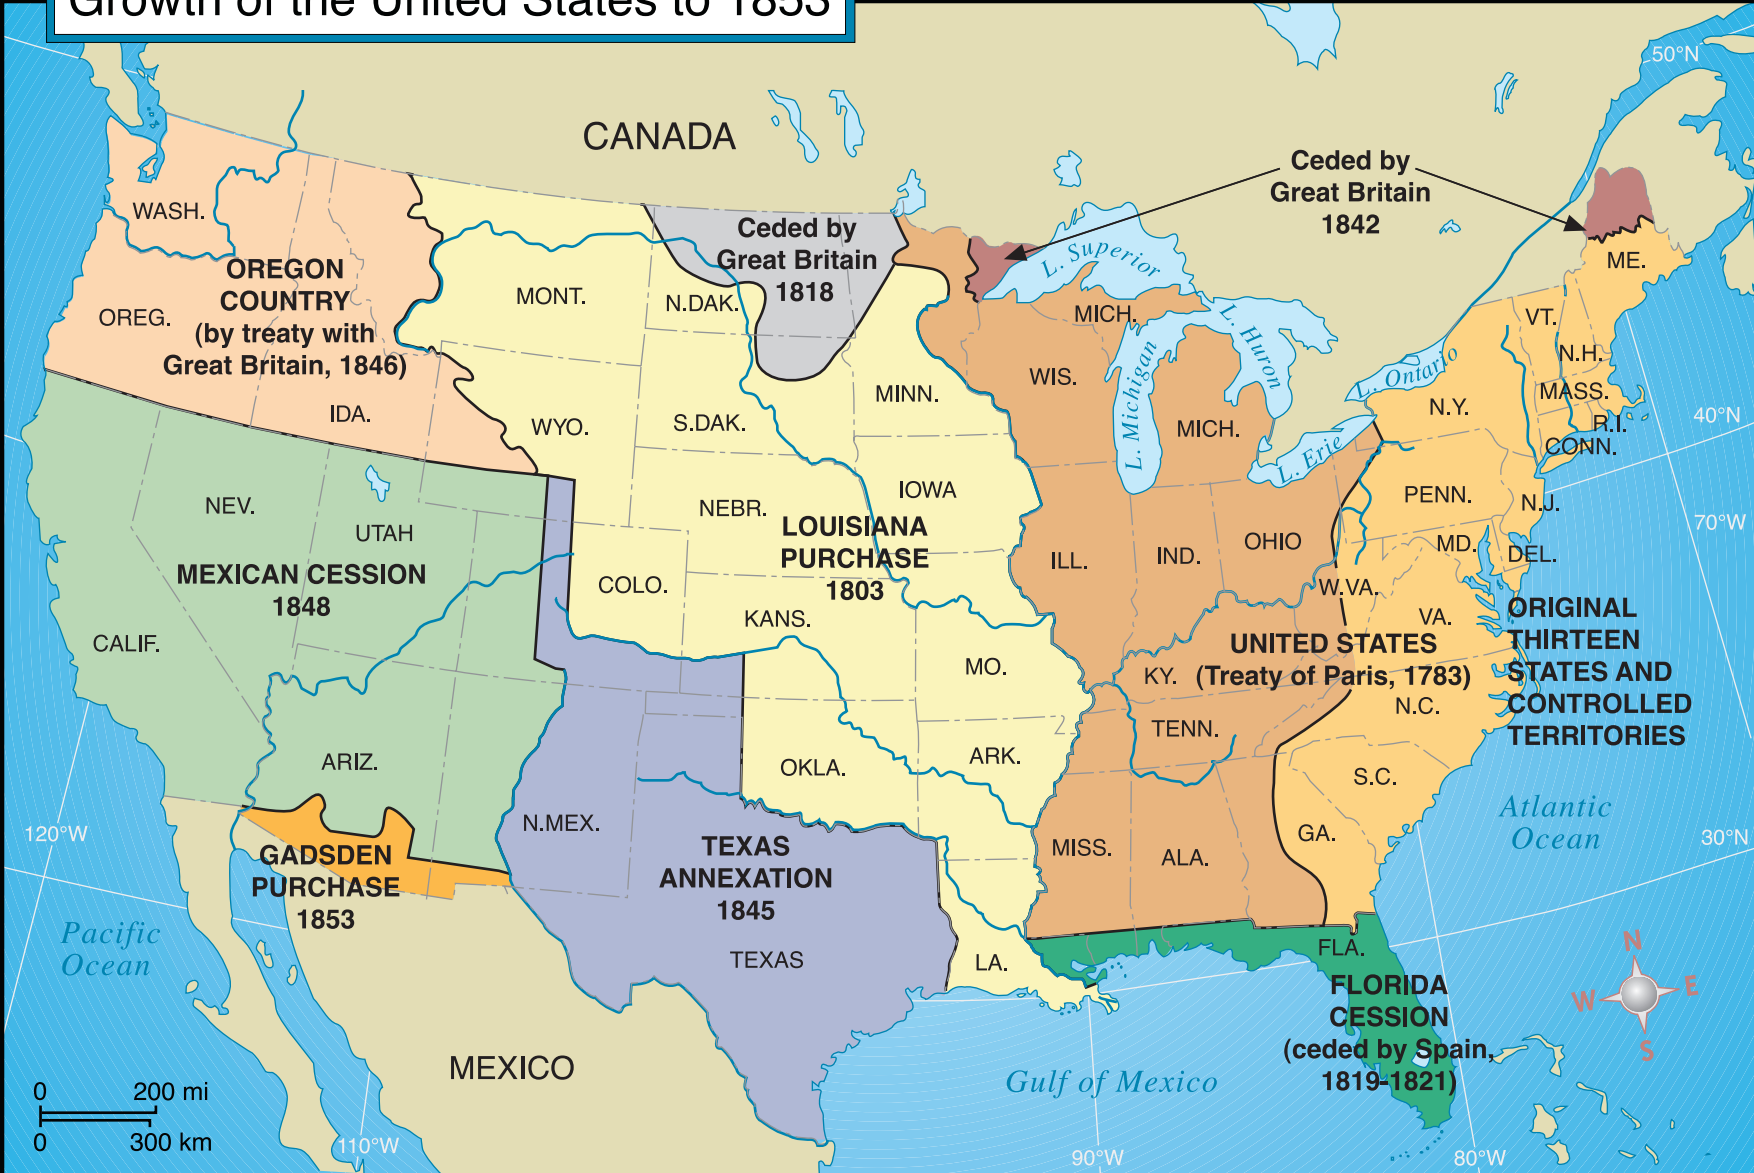 Growth of the United States to 1853
50°N
CANADA
Ceded by
Great Britain
1842
WASH.
Ceded by
Great Britain
1818
L. Superior
ME.
OREGON
COUNTRY
(by treaty with
Great Britain, 1846)
OREG.
MONT.
N.DAK.
MICH.
VT.
L. Huron
N.H.
L. Michigan
L. Ontario
WIS.
MASS.
IDA.
WYO.
S.DAK.
MINN.
N.Y.
R.I.
40°N
MICH.
CONN.
L. Erie
NEV.
NEBR.
IOWA
PENN.
N.J.
70°W
UTAH
LOUISIANA
PURCHASE
1803
ILL.
IND.
OHIO
MD.
DEL.
MEXICAN CESSION
1848
COLO.
W.VA.
KANS.
VA.
ORIGINAL
THIRTEEN
STATES AND
CONTROLLED
TERRITORIES
CALIF.
UNITED STATES
(Treaty of Paris, 1783)
MO.
KY.
N.C.
TENN.
ARIZ.
OKLA.
ARK.
S.C.
Atlantic
Ocean
120°W
N.MEX.
GA.
30°N
GADSDEN
PURCHASE
1853
TEXAS
ANNEXATION
1845
MISS.
ALA.
Pacific
Ocean
TEXAS
LA.
FLA.
N
W
E
S
FLORIDA
CESSION
(ceded by Spain,
1819-1821)
MEXICO
Gulf of Mexico
0
200 mi
0
300 km
110°W
90°W
80°W